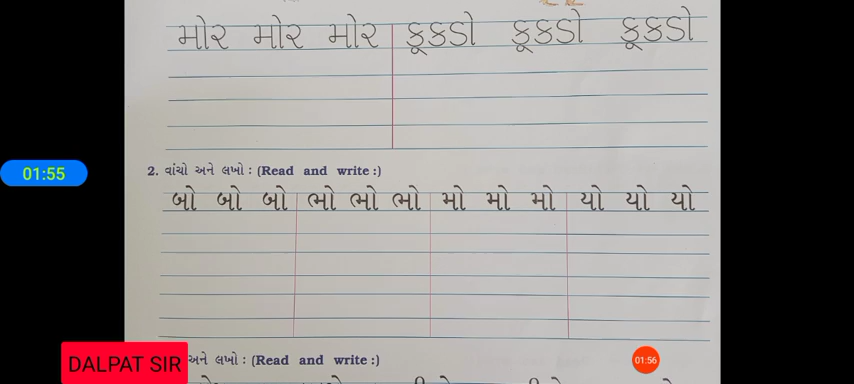 મોર મોર મોર કૂકડો કૂકડો કૂકડો
01:55
2. વાંચો અને લખો : (Read and write :)
બો બો બો ભો ભો ભો મો મો મો યો યો યો
DALPAT SIR
અને લખો : (Read and write :)
01:56